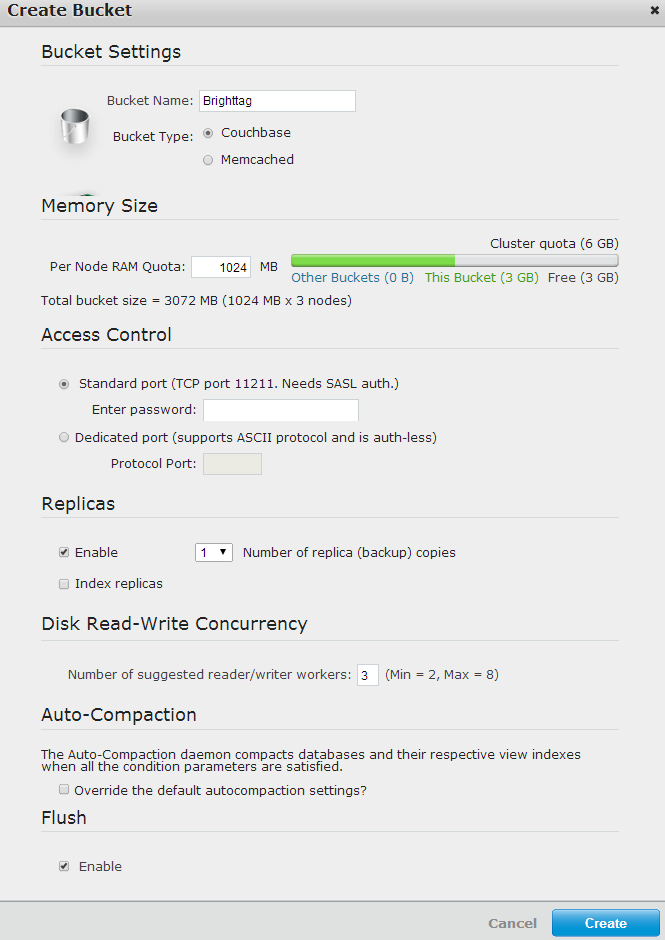 Create Bucket
Bucket Settings
Bucket Name: Brighttag
Bucket Type: Couchbase
Memcached
Memory Size
Cluster quota (6 GB)
Per Node RAM Quota: 1024 MB
Other Buckets (0 B) This Bucket (3 GB) Free (3 GB)
Total bucket size = 3072 MB (1024 MB x 3 nodes)
Access Control
Standard port (TCP port 11211. Needs SASL auth.)
Enter password:
Dedicated port (supports ASCII protocol and is auth-less)
Protocol Port:
Replicas
Enable 1 Number of replica (backup) copies
Index replicas
Disk Read-Write Concurrency
Number of suggested reader/writer workers: 3 (Min = 2, Max = 8)
Auto-Compaction
The Auto-Compaction daemon compacts databases and their respective view indexes
when all the condition parameters are satisfied.
Override the default autocompaction settings?
Flush
Enable
Cancel Create